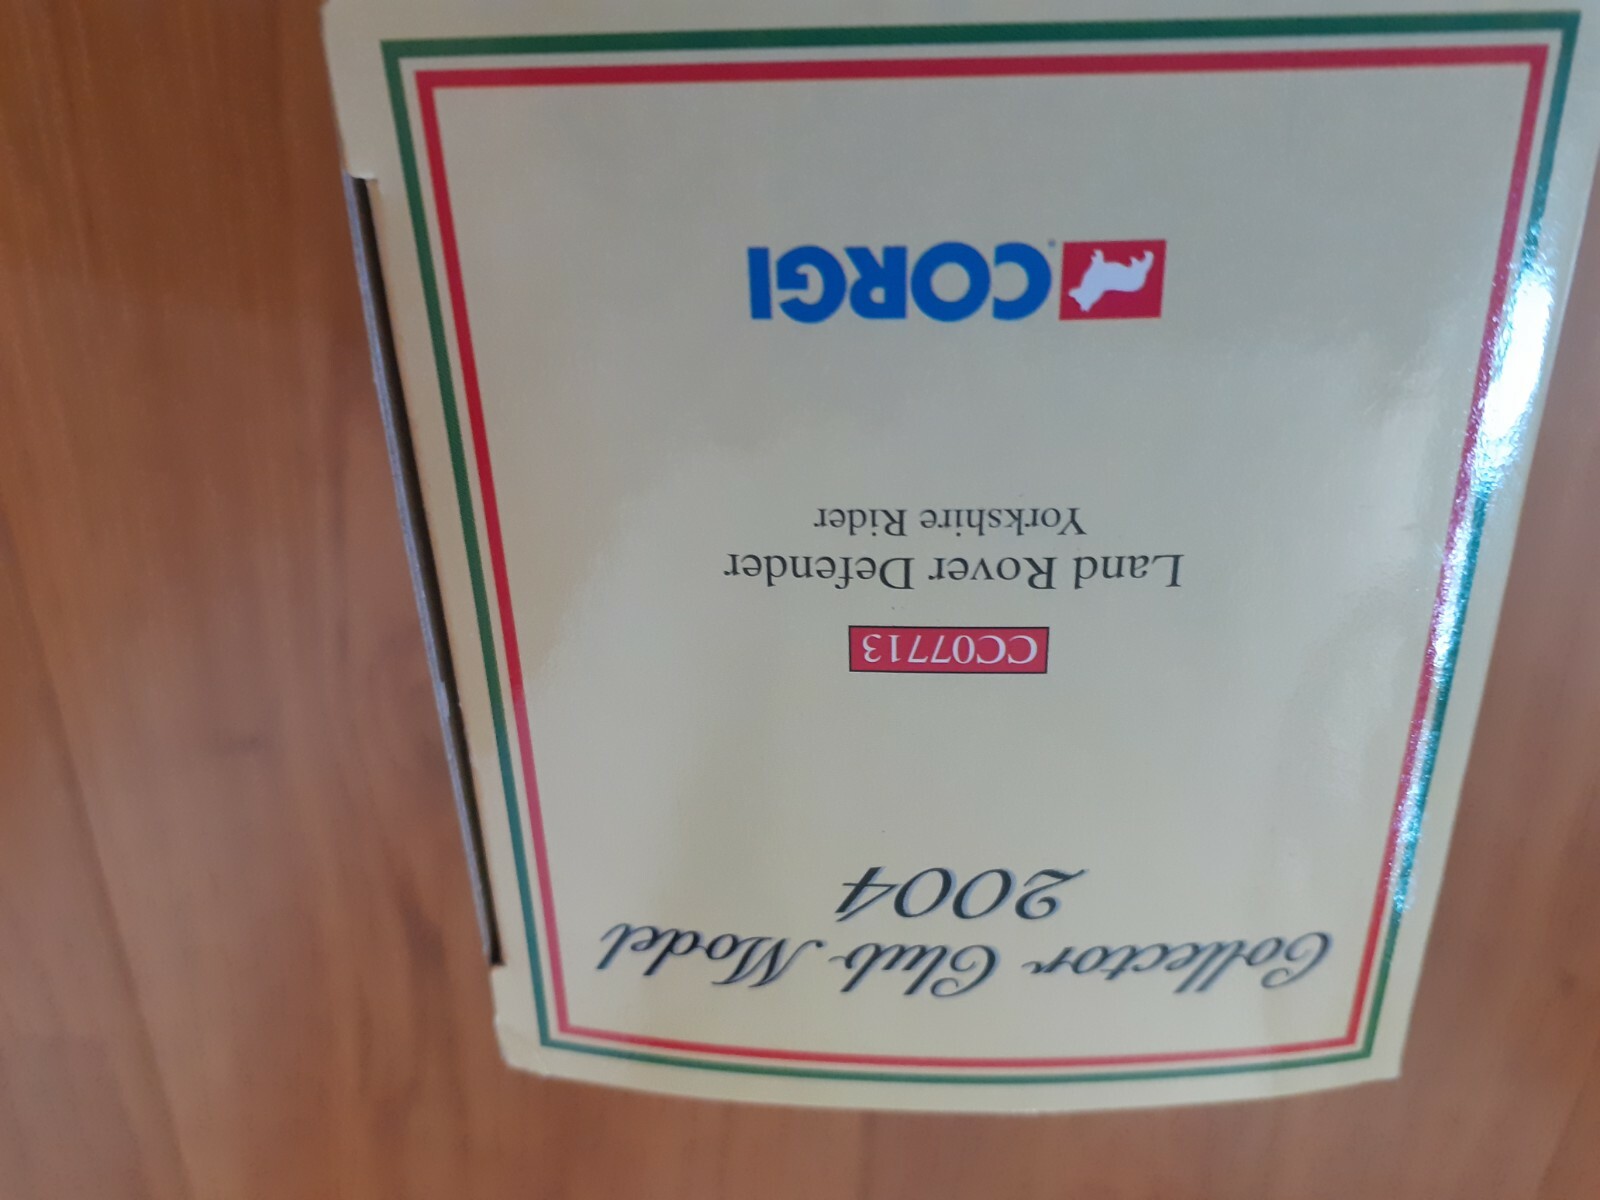 Collector Club Model
2004
CC07713
Land Rover Defender
Yorkshire Rider
CORGI